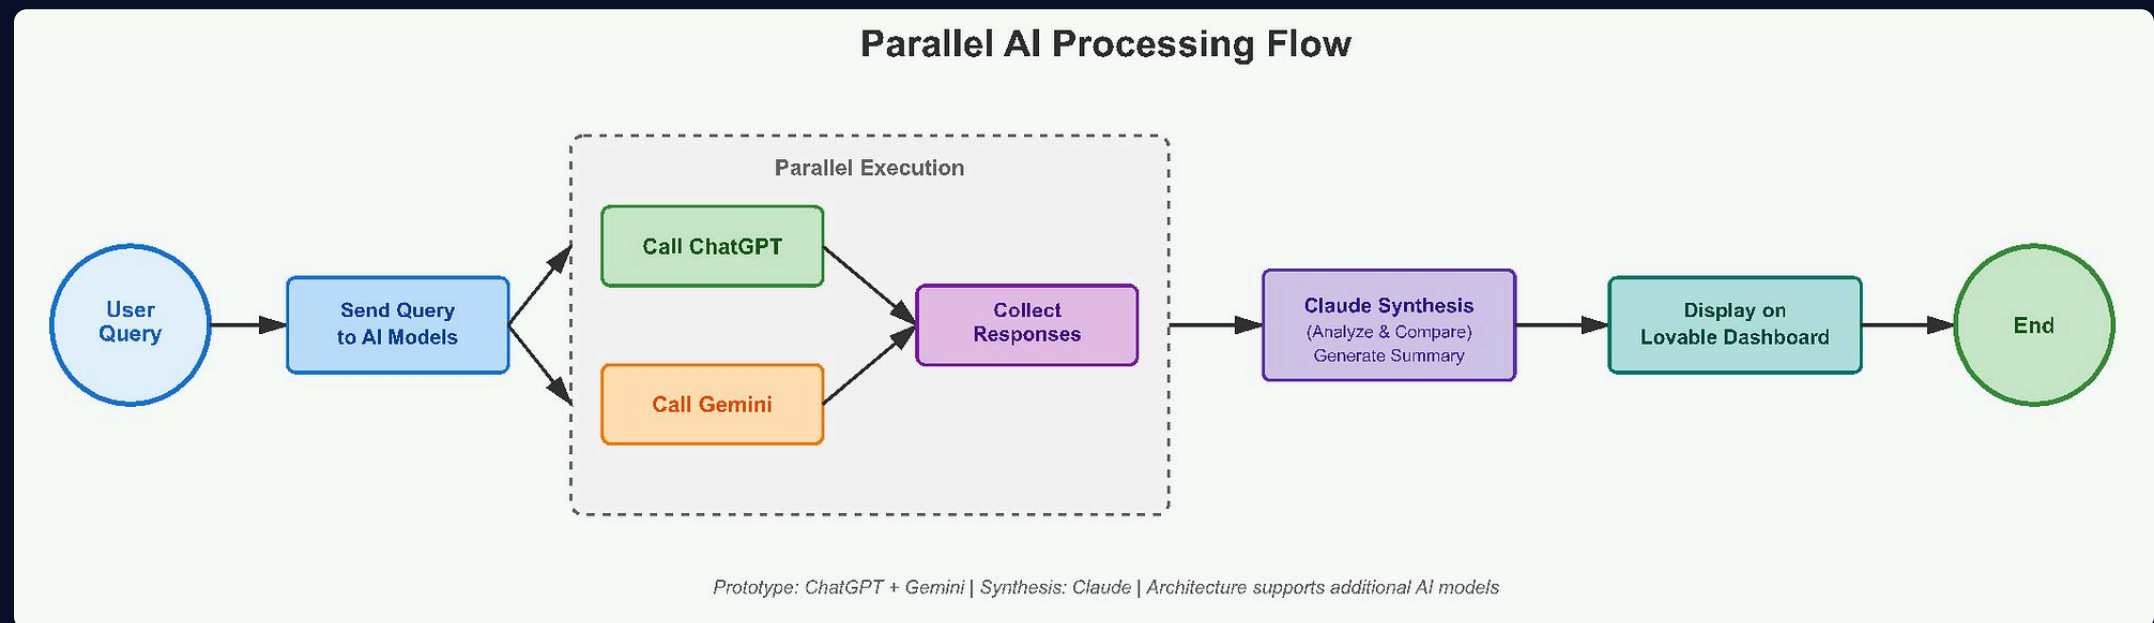 Parallel AI Processing Flow
Parallel Execution
User
Query
Send Query
to AI Models
Call ChatGPT
Call Gemini
Collect
Responses
Claude Synthesis
(Analyze & Compare)
Generate Summary
Display on
Lovable Dashboard
End
Prototype: ChatGPT + Gemini | Synthesis: Claude | Architecture supports additional AI models